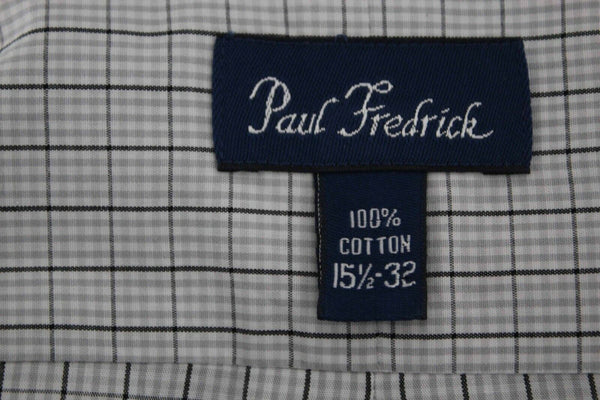 Paul Fredrick
100%
COTTON
15½-32